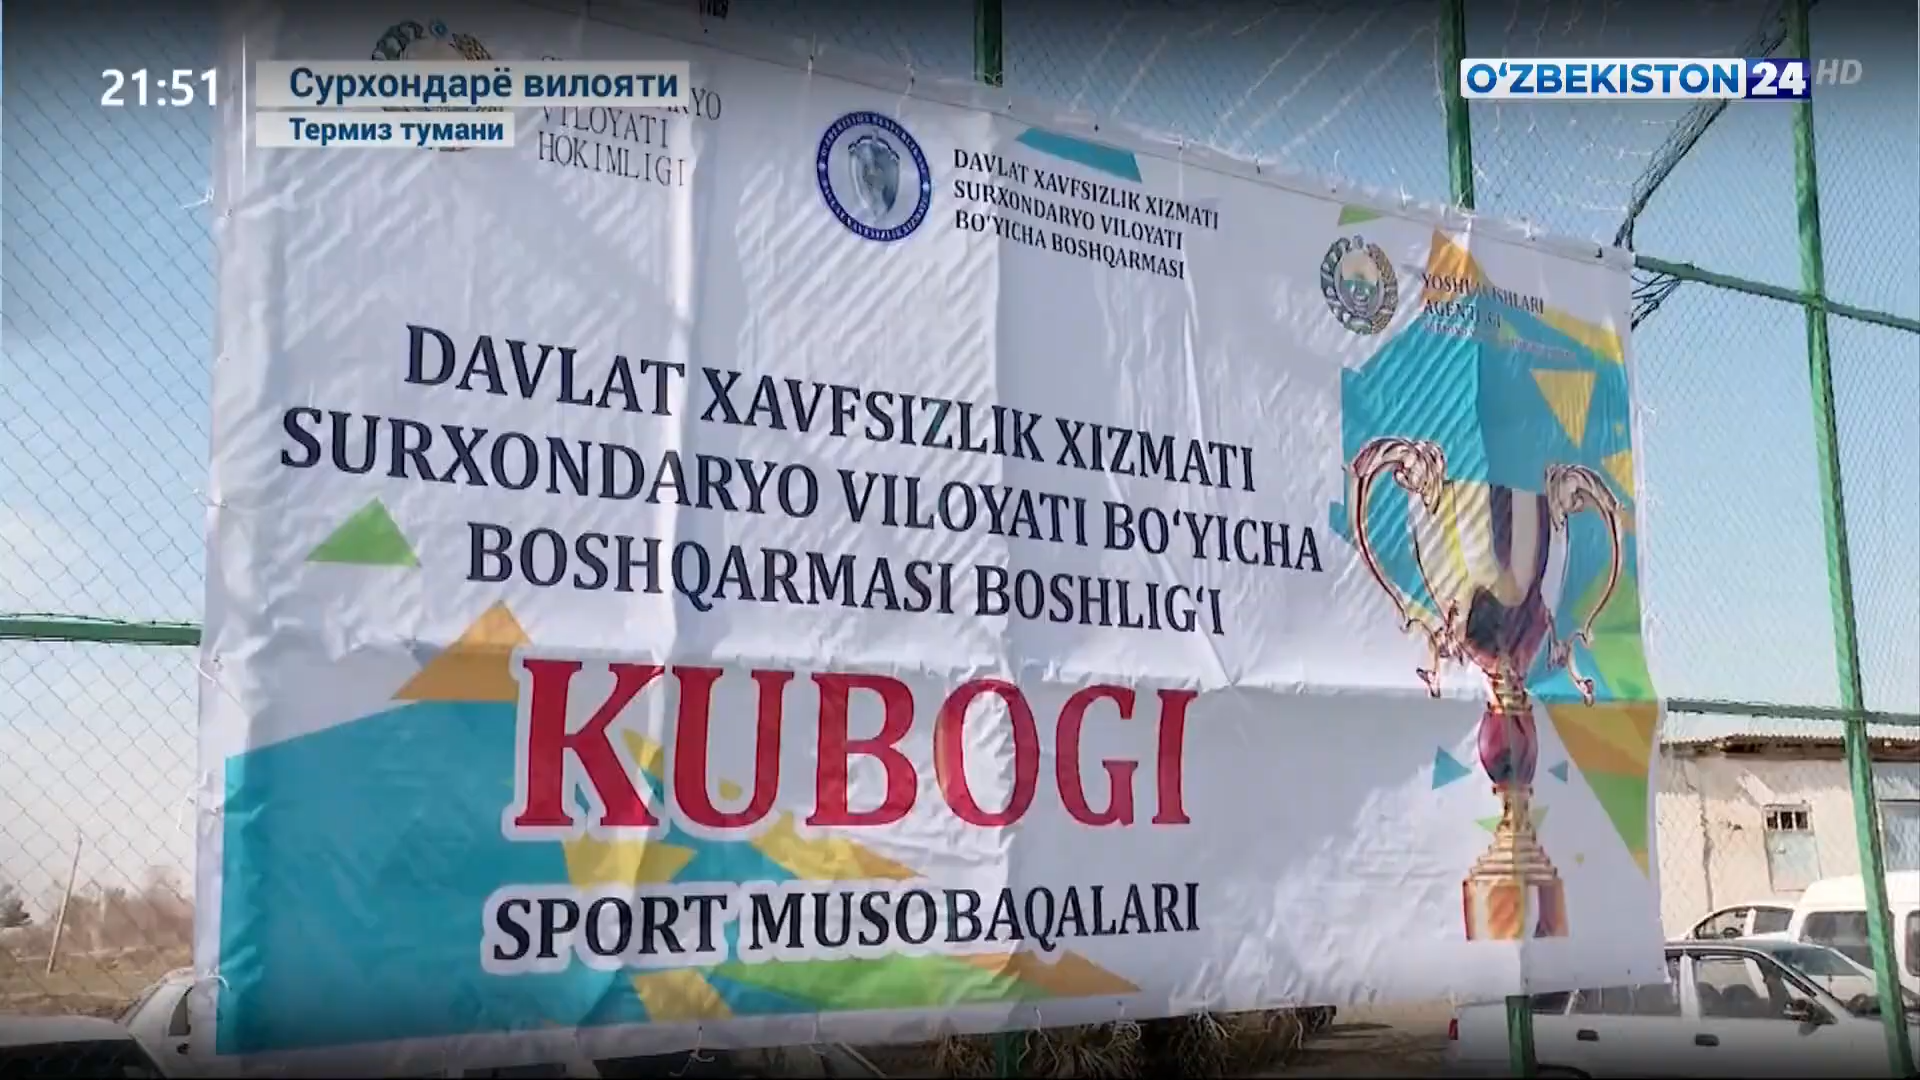 21:51
Сурхондарё вилояти
Термиз тумани
O‘ZBEKISTON 24 HD
VILOYATI
HOKIMLIGI
DAVLAT XAVFSIZLIK XIZMATI
SURXONDARYO VILOYATI
BO‘YICHA BOSHQARMASI
YOSHLAR ISHLARI
AGENTLIGI
DAVLAT XAVFSIZLIK XIZMATI
SURXONDARYO VILOYATI BO‘YICHA
BOSHQARMASI BOSHLIG‘I
KUBOGI
SPORT MUSOBAQALARI